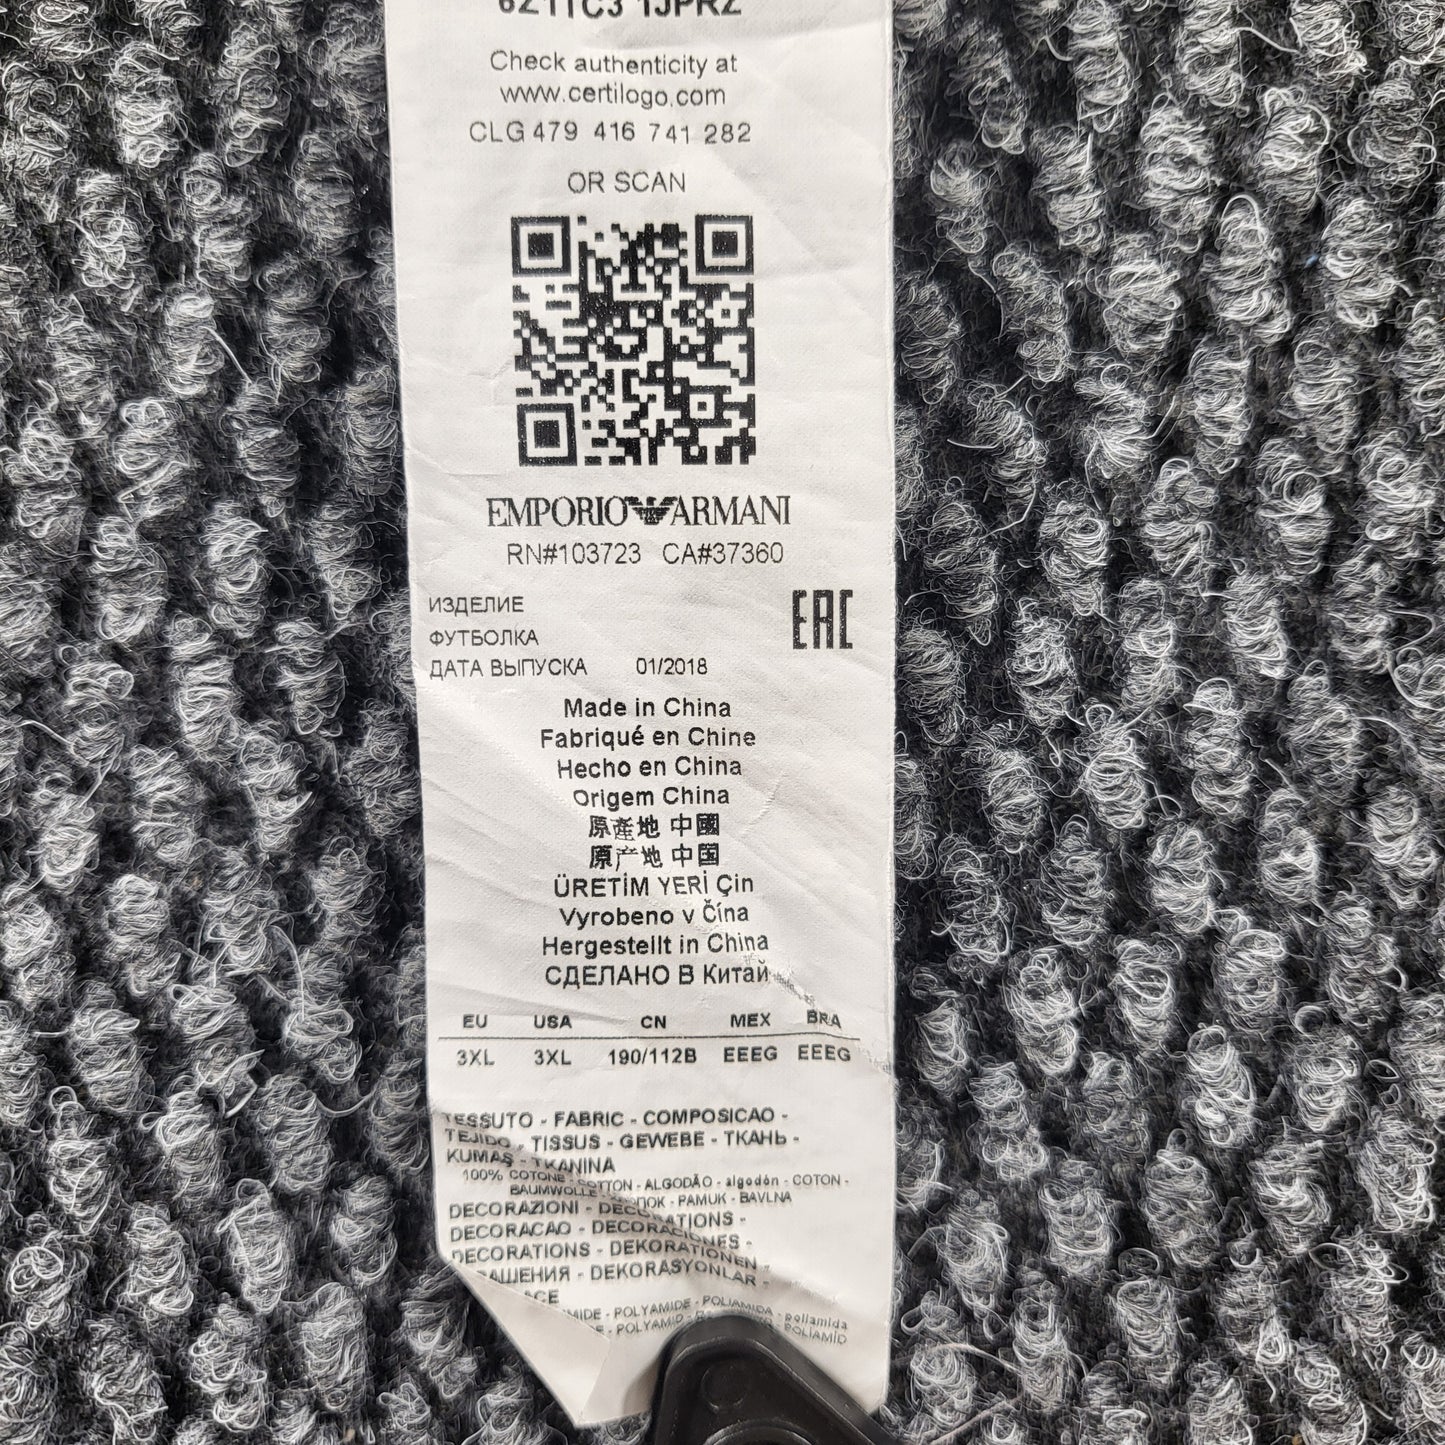 6Z1TC3 1JPRZ
Check authenticity at
www.certilogo.com
CLG 479 416 741 282
OR SCAN
EMPORIO ARMANI
RN#103723 CA#37360
ИЗДЕЛИЕ
ФУТБОЛКА
EAC
ДАТА ВЫПУСКА 01/2018
Made in China
Fabriqué en Chine
Hecho en China
Origem China
原產地 中國
原产地 中国
ÜRETİM YERİ Çin
Vyrobeno v Čína
Hergestellt in China
СДЕЛАНО В Китай
EU USA CN MEX BRA
3XL 3XL 190/112B EEEG EEEG
TESSUTO - FABRIC - COMPOSICAO -
TEJIDO - TISSUS - GEWEBE - ТКАНЬ -
KUMAŞ - TKANINA
100% COTONE - COTTON - ALGODÃO - algodón - COTON -
BAUMWOLLE - ХЛОПОК - PAMUK - BAVLNA
DECORAZIONI - DECORATIONS -
DECORACAO - DECORACIONES -
DECORATIONS - DEKORATIONEN -
DEKORASYONLAR -
POLYAMIDE - POLIAMIDA - poliamida
POLIAMID